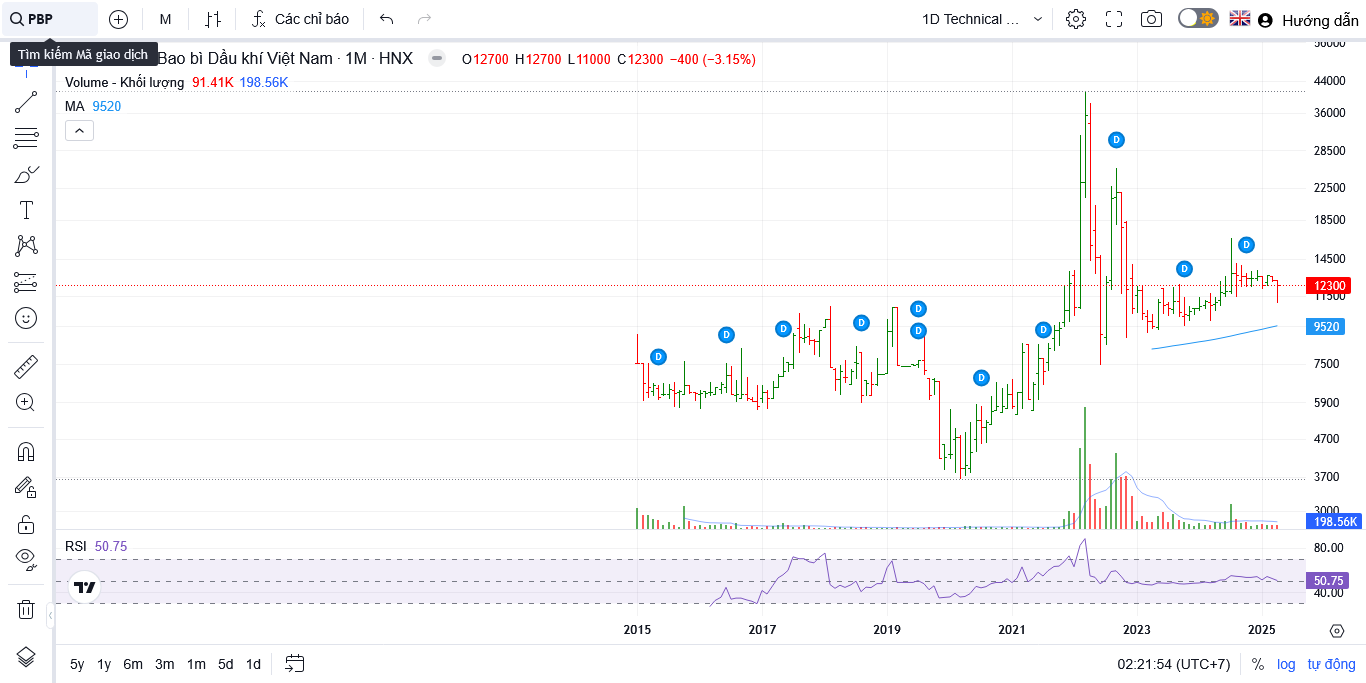 PBP M Các chỉ báo 1D Technical ... Hướng dẫn
Tìm kiếm Mã giao dịch
Bao bì Dầu khí Việt Nam · 1M · HNX O12700 H12700 L11000 C12300 −400 (−3.15%)
Volume - Khối lượng 91.41K 198.56K
MA 9520
56000
44000
36000
28500
22500
18500
14500
12300
11500
9520
7500
5900
4700
3700
3000
198.56K
D
D
D
D
D
D
D
D
D
D
D
RSI 50.75
80.00
50.75
40.00
2015 2017 2019 2021 2023 2025
5y 1y 6m 3m 1m 5d 1d 02:21:54 (UTC+7) % log tự động